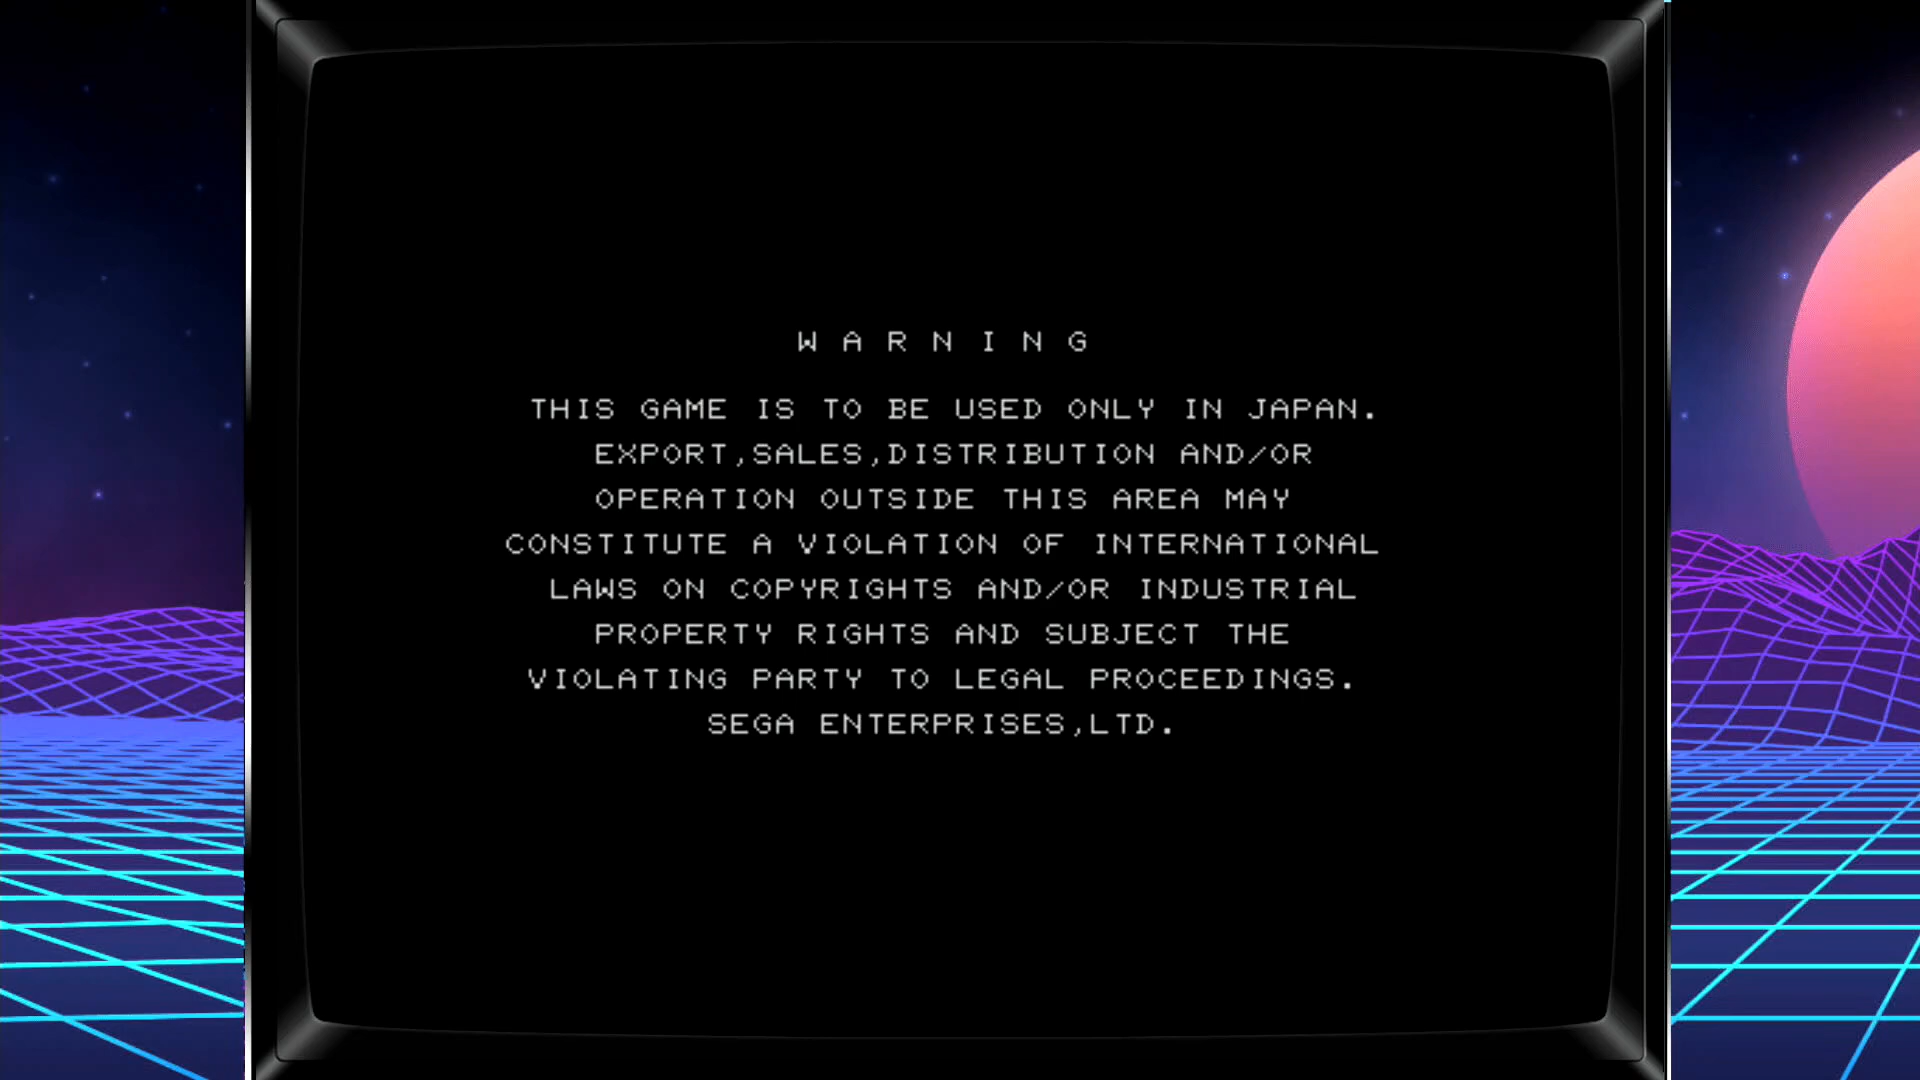 W A R N I N G
THIS GAME IS TO BE USED ONLY IN JAPAN.
EXPORT,SALES,DISTRIBUTION AND/OR
OPERATION OUTSIDE THIS AREA MAY
CONSTITUTE A VIOLATION OF INTERNATIONAL
LAWS ON COPYRIGHTS AND/OR INDUSTRIAL
PROPERTY RIGHTS AND SUBJECT THE
VIOLATING PARTY TO LEGAL PROCEEDINGS.
SEGA ENTERPRISES,LTD.